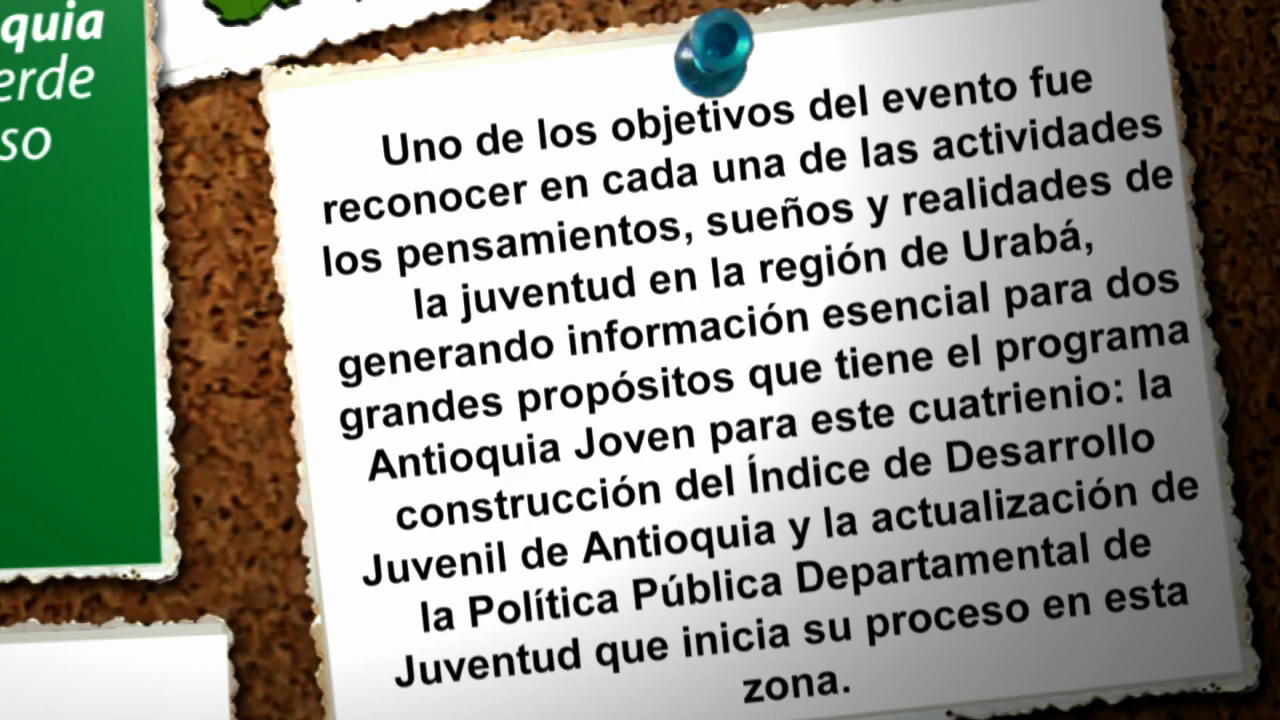 quia
erde
so
Uno de los objetivos del evento fue
reconocer en cada una de las actividades
los pensamientos, sueños y realidades de
la juventud en la región de Urabá,
generando información esencial para dos
grandes propósitos que tiene el programa
Antioquia Joven para este cuatrienio: la
construcción del Índice de Desarrollo
Juvenil de Antioquia y la actualización de
la Política Pública Departamental de
Juventud que inicia su proceso en esta
zona.